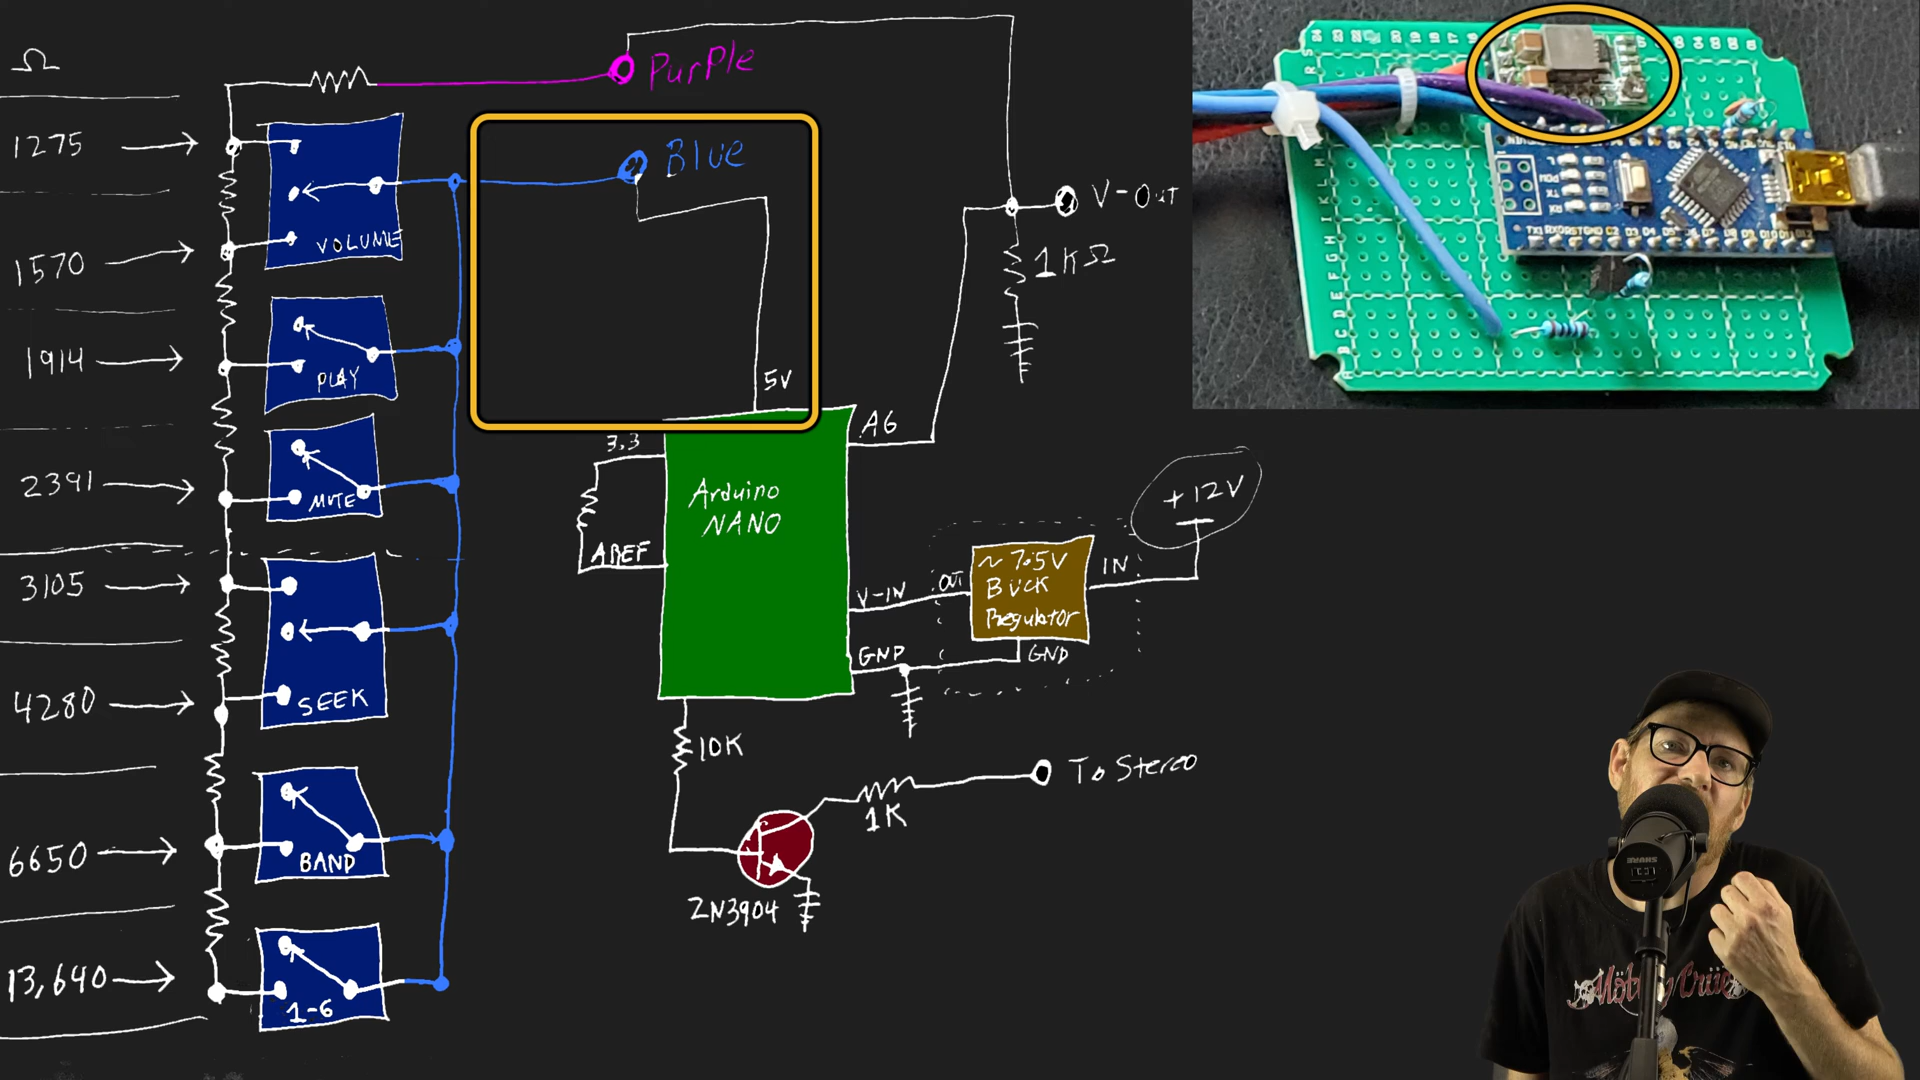 Ω
1275
1570
1914
2391
3105
4280
6650
13,640
VOLUME
PLAY
MUTE
SEEK
BAND
1-6
Purple
Blue
5V
V-Out
1KΩ
A6
3.3
AREF
Arduino
NANO
V-IN
GND
OUT
~7.5V
Buck
Regulator
IN
GND
+12V
10K
1K
To Stereo
2N3904
Mötley Crüe